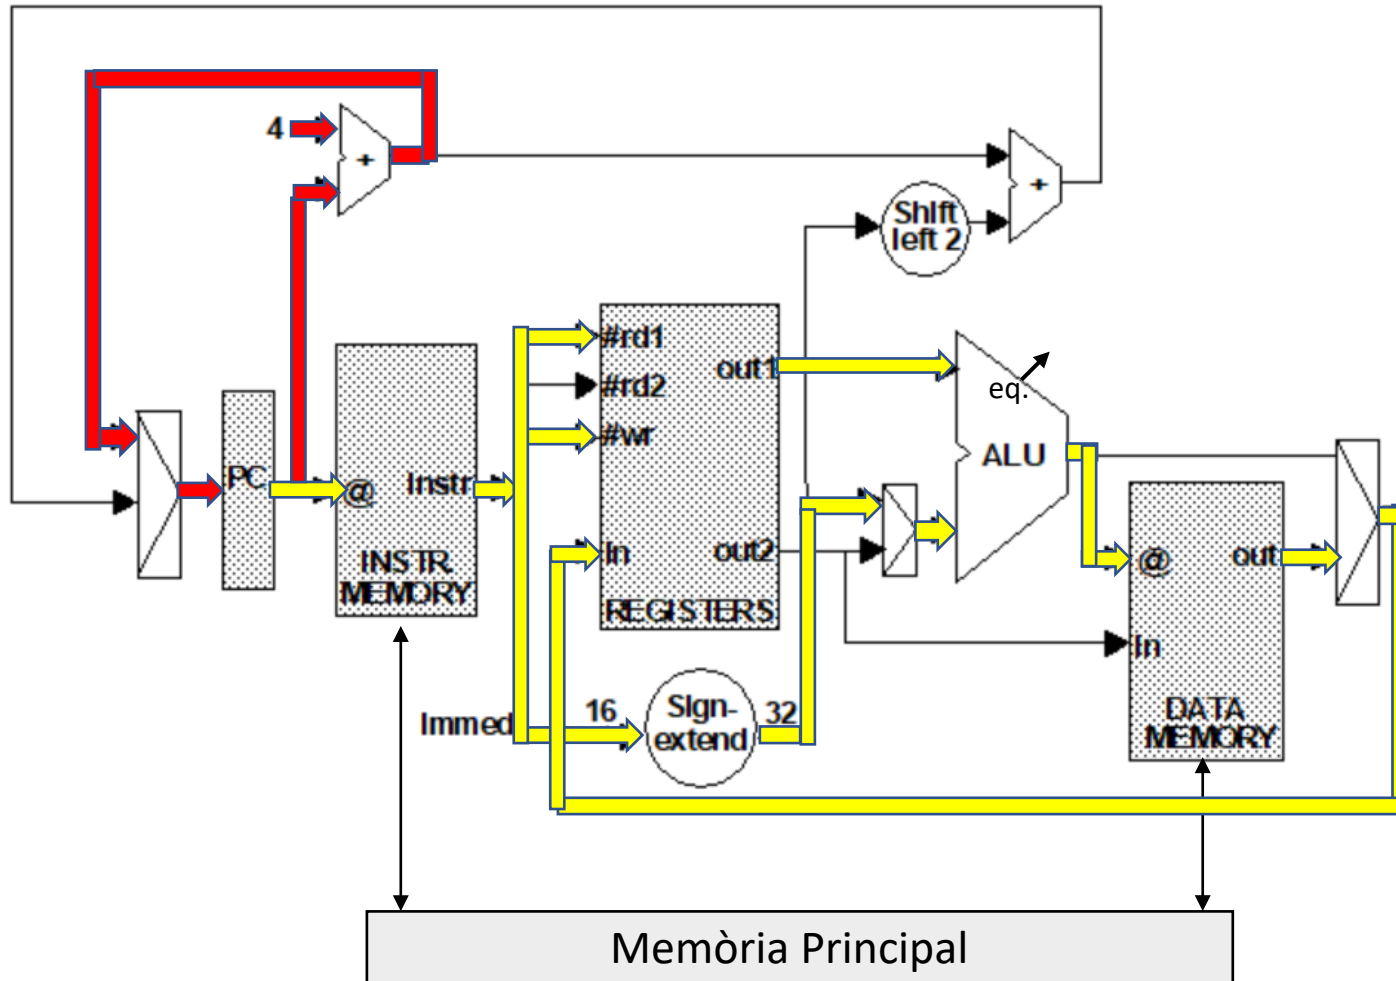 4
+
+
Shift
left 2
#rd1
out1
#rd2
eq.
#wr
ALU
PC
@
Instr
INSTR.
MEMORY
In
out2
REGISTERS
@
out
In
DATA
MEMORY
Immed
16
Sign-
extend
32
Memòria Principal